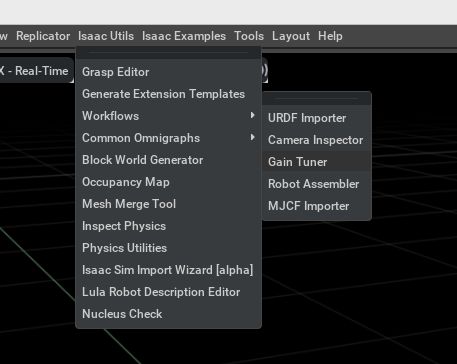 w Replicator Isaac Utils Isaac Examples Tools Layout Help
X - Real-Time
Grasp Editor
Generate Extension Templates
Workflows
Common Omnigraphs
Block World Generator
Occupancy Map
Mesh Merge Tool
Inspect Physics
Physics Utilities
Isaac Sim Import Wizard [alpha]
Lula Robot Description Editor
Nucleus Check
URDF Importer
Camera Inspector
Gain Tuner
Robot Assembler
MJCF Importer